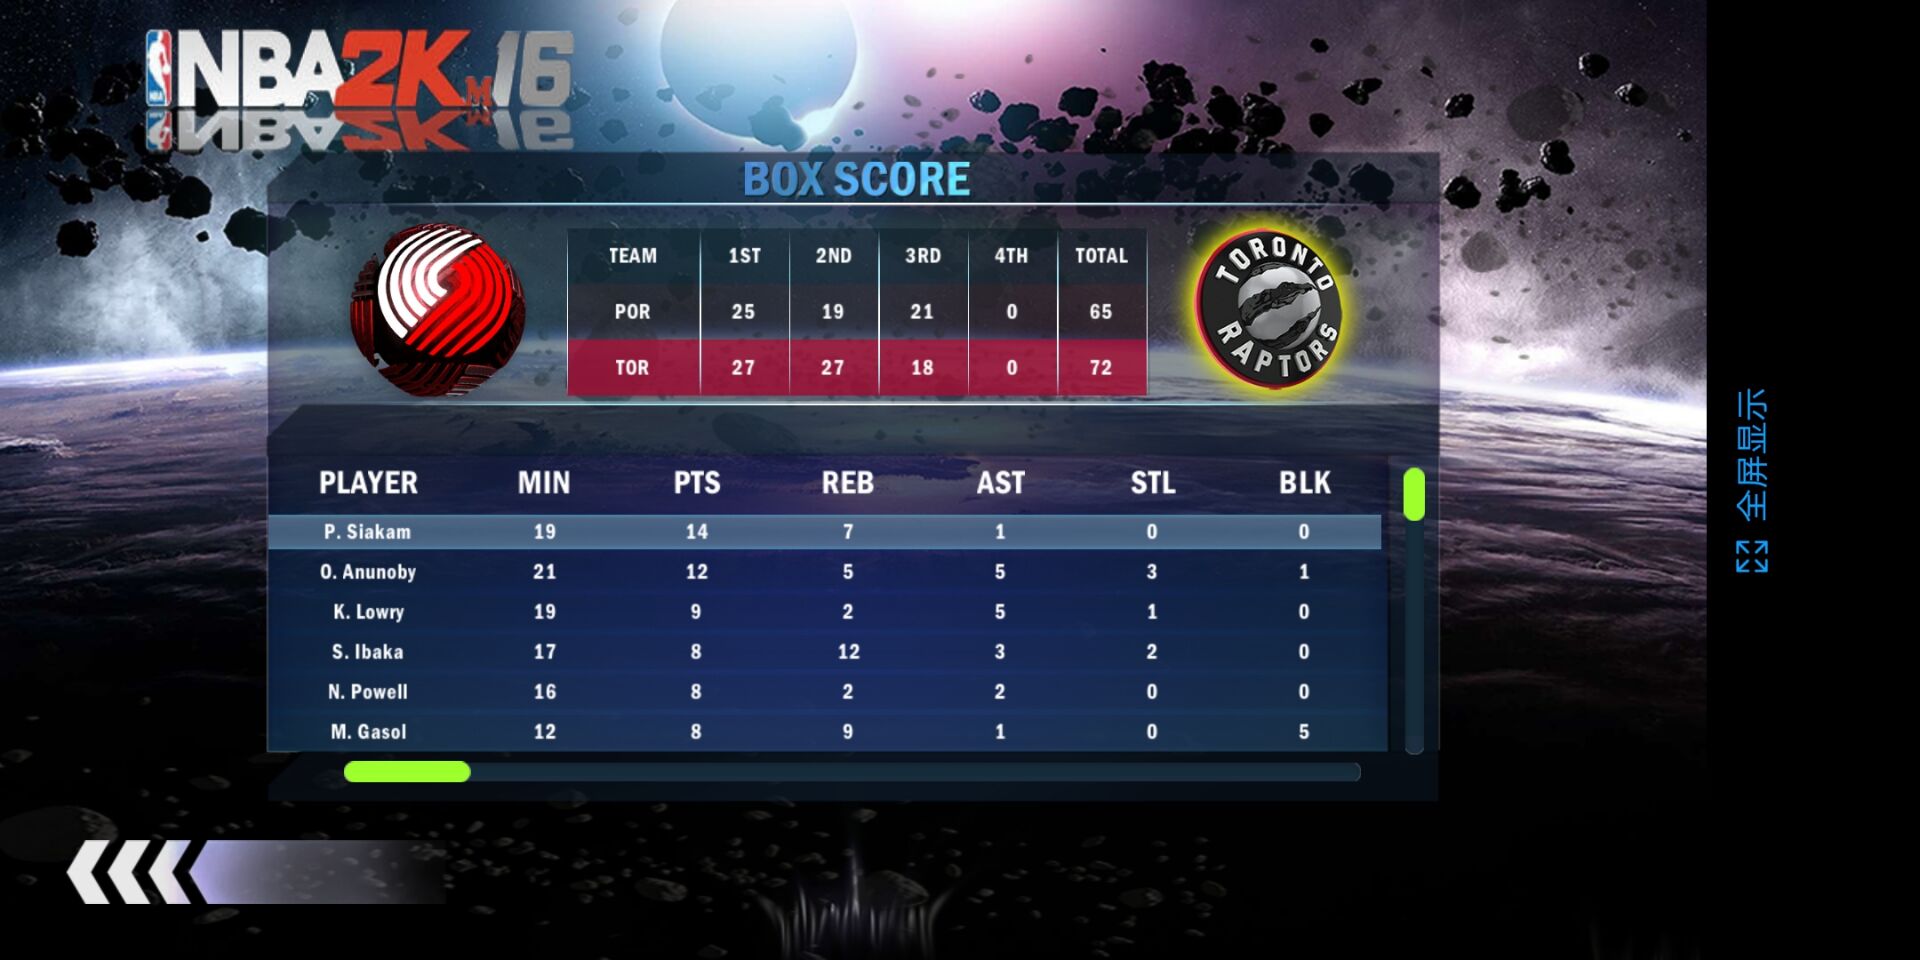 NBA 2K M 16
BOX SCORE
TEAM 1ST 2ND 3RD 4TH TOTAL
POR 25 19 21 0 65
TOR 27 27 18 0 72
TORONTO
RAPTORS
PLAYER MIN PTS REB AST STL BLK
P. Siakam 19 14 7 1 0 0
O. Anunoby 21 12 5 5 3 1
K. Lowry 19 9 2 5 1 0
S. Ibaka 17 8 12 3 2 0
N. Powell 16 8 2 2 0 0
M. Gasol 12 8 9 1 0 5
全屏显示